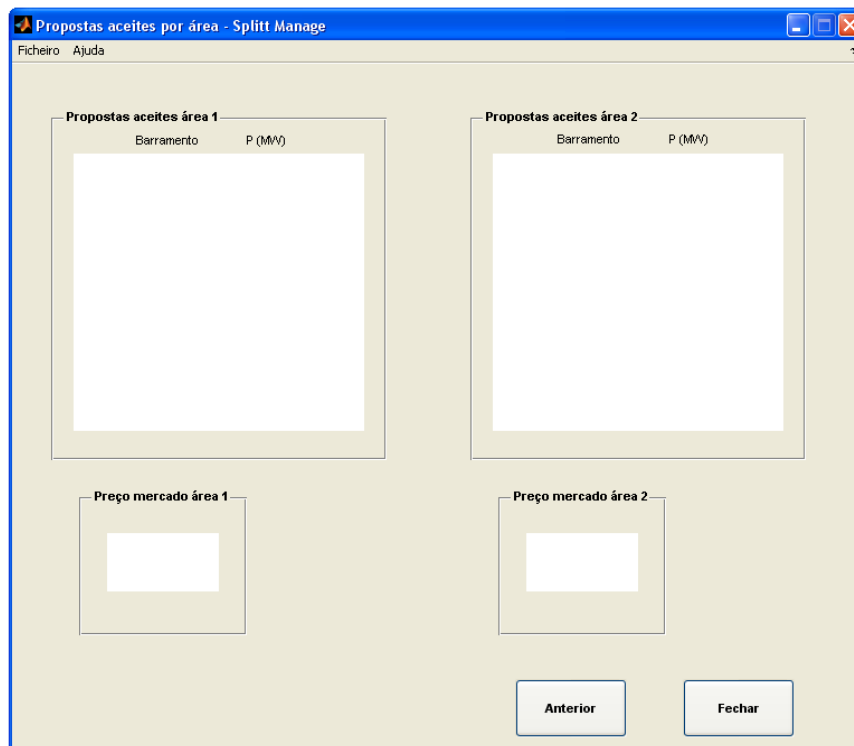 Propostas aceites por área - Splitt Manage
Ficheiro Ajuda
Propostas aceites área 1
Barramento P (MW)
Propostas aceites área 2
Barramento P (MW)
Preço mercado área 1
Preço mercado área 2
Anterior
Fechar